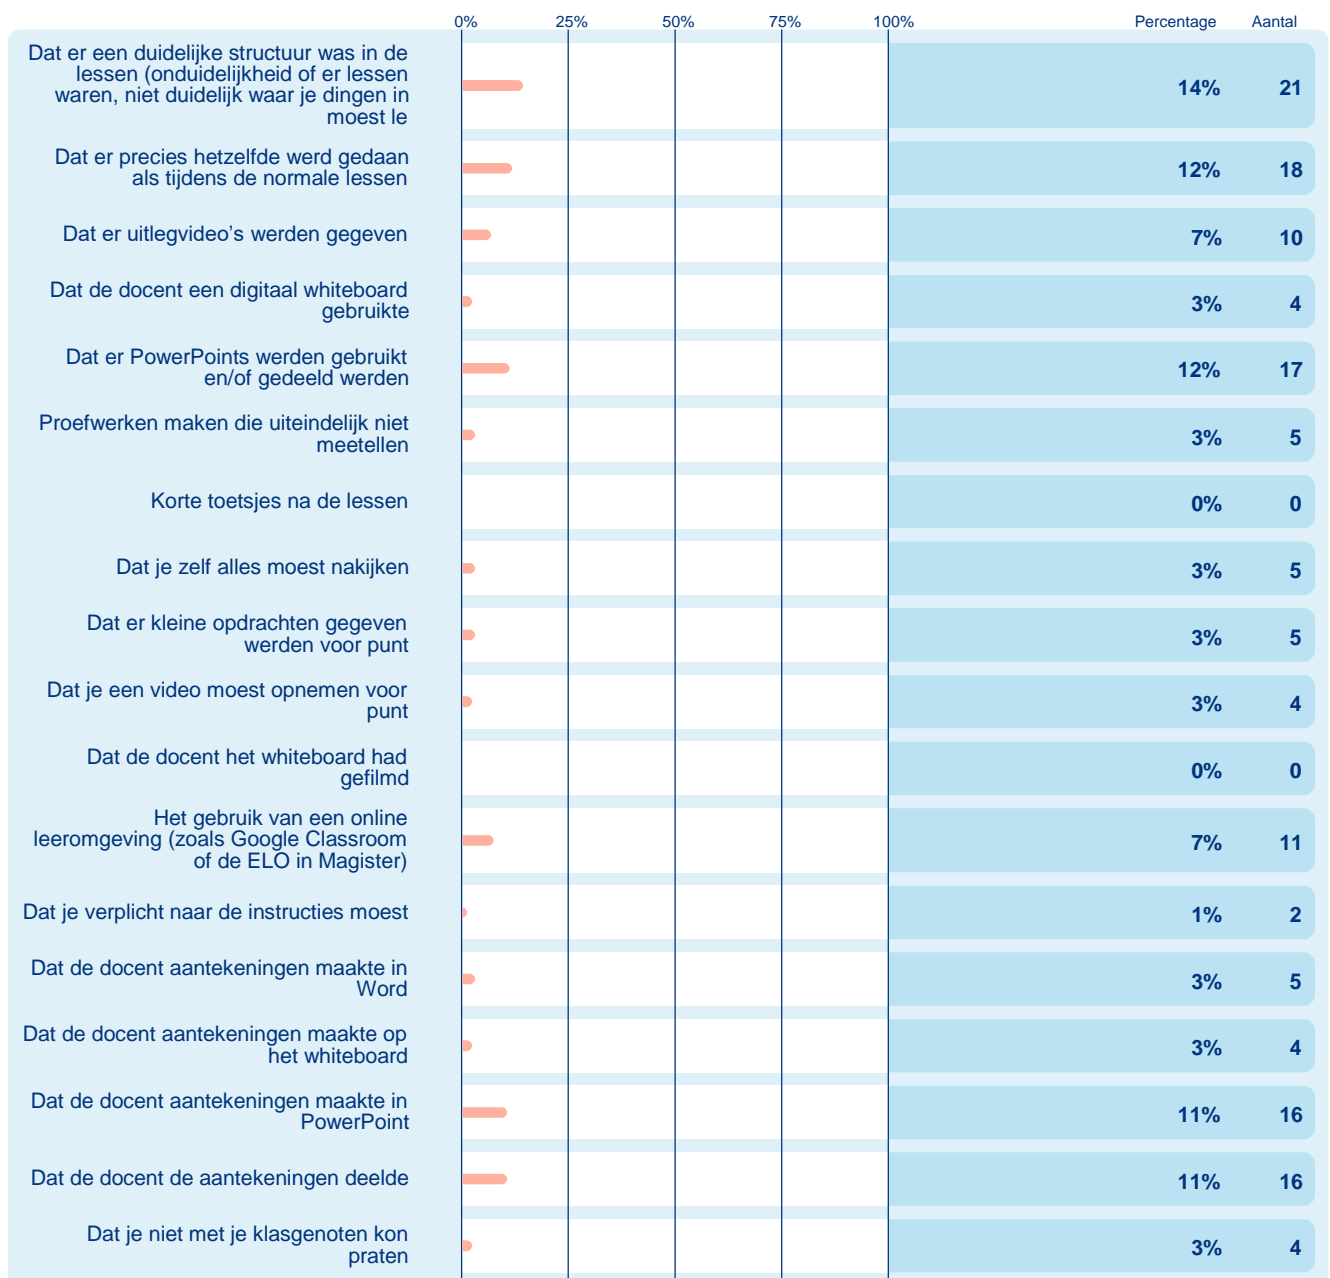 0% 25% 50% 75% 100% Percentage Aantal
Dat er een duidelijke structuur was in de
lessen (onduidelijkheid of er lessen
waren, niet duidelijk waar je dingen in
moest le
14% 21
Dat er precies hetzelfde werd gedaan
als tijdens de normale lessen
12% 18
Dat er uitlegvideo's werden gegeven
7% 10
Dat de docent een digitaal whiteboard
gebruikte
3% 4
Dat er PowerPoints werden gebruikt
en/of gedeeld werden
12% 17
Proefwerken maken die uiteindelijk niet
meetellen
3% 5
Korte toetsjes na de lessen
0% 0
Dat je zelf alles moest nakijken
3% 5
Dat er kleine opdrachten gegeven
werden voor punt
3% 5
Dat je een video moest opnemen voor
punt
3% 4
Dat de docent het whiteboard had
gefilmd
0% 0
Het gebruik van een online
leeromgeving (zoals Google Classroom
of de ELO in Magister)
7% 11
Dat je verplicht naar de instructies moest
1% 2
Dat de docent aantekeningen maakte in
Word
3% 5
Dat de docent aantekeningen maakte op
het whiteboard
3% 4
Dat de docent aantekeningen maakte in
PowerPoint
11% 16
Dat de docent de aantekeningen deelde
11% 16
Dat je niet met je klasgenoten kon
praten
3% 4